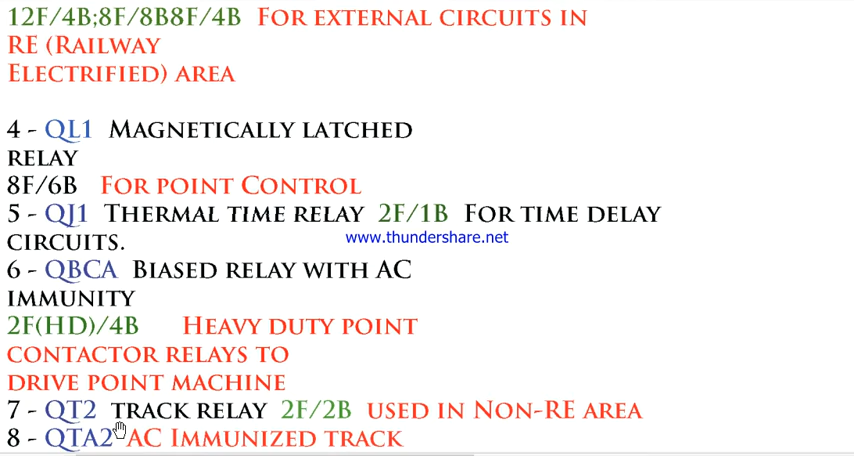 12F/4B;8F/8B8F/4B For external circuits in
RE (Railway
Electrified) area
4 - QL1 Magnetically latched
relay
8F/6B For point Control
5 - QJ1 Thermal time relay 2F/1B For time delay
circuits.
www.thundershare.net
6 - QBCA Biased relay with AC
immunity
2F(HD)/4B Heavy duty point
contactor relays to
drive point machine
7 - QT2 track relay 2F/2B used in Non-RE area
8 - QTA2 AC Immunized track